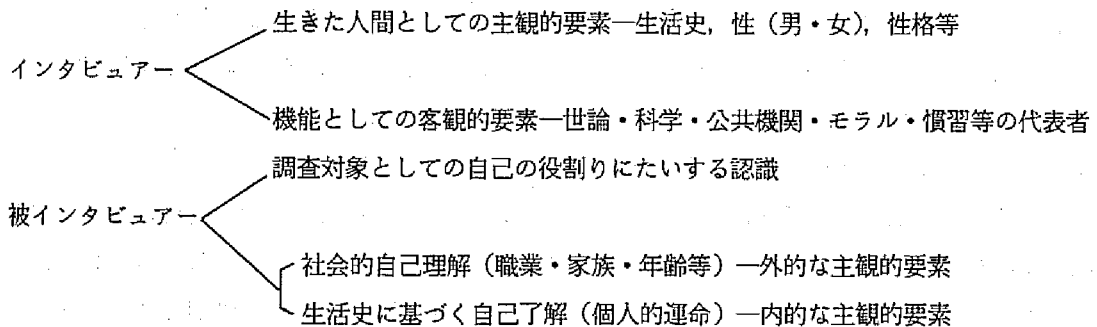 生きた人間としての主観的要素―生活史，性（男・女），性格等
インタビュアー
機能としての客観的要素―世論・科学・公共機関・モラル・慣習等の代表者
調査対象としての自己の役割りにたいする認識
被インタビュアー
社会的自己理解（職業・家族・年齢等）―外的な主観的要素
生活史に基づく自己了解（個人的運命）―内的な主観的要素